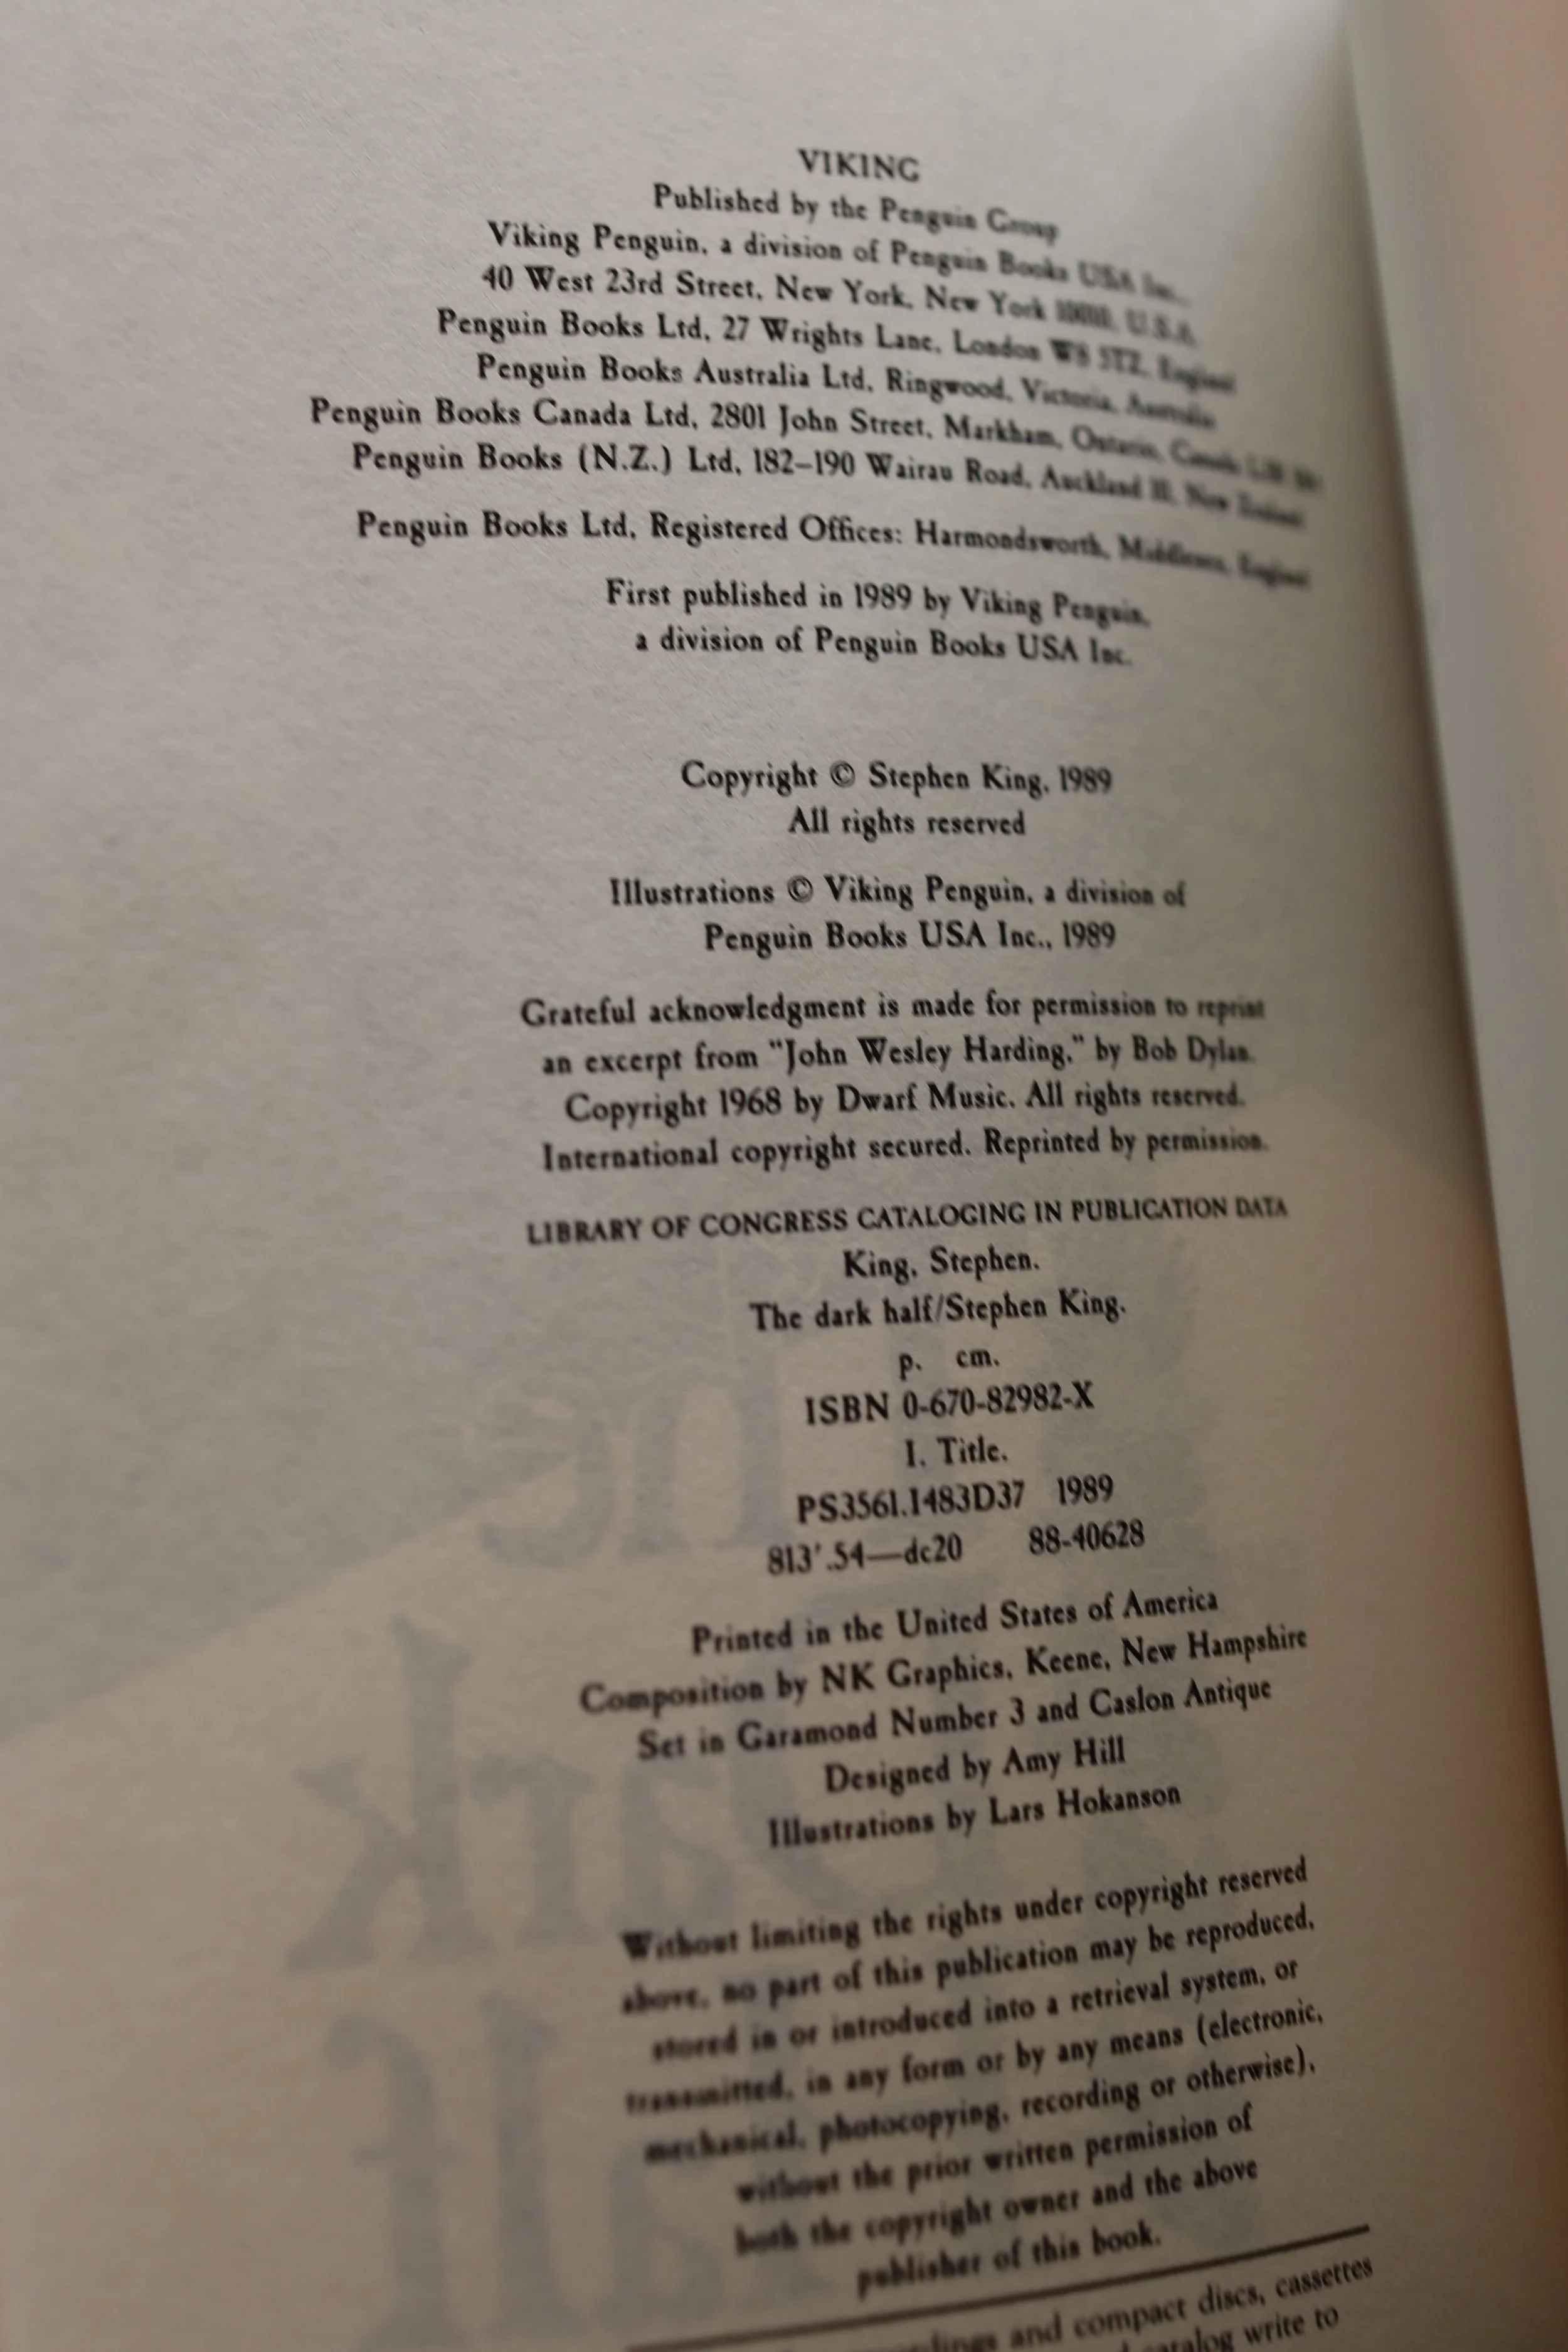 VIKING
Published by the Penguin Group
Viking Penguin, a division of Penguin Books USA Inc.,
40 West 23rd Street, New York, New York U.S.A.
Penguin Books Ltd, 27 Wrights Lane, London W8 5TZ, England
Penguin Books Australia Ltd, Ringwood, Victoria, Australia
Penguin Books Canada Ltd, 2801 John Street, Markham, Ontario, Canada
Penguin Books (N.Z.) Ltd, 182–190 Wairau Road, Auckland 10, New Zealand
Penguin Books Ltd, Registered Offices: Harmondsworth, Middlesex, England
First published in 1989 by Viking Penguin,
a division of Penguin Books USA Inc.
Copyright © Stephen King, 1989
All rights reserved
Illustrations © Viking Penguin, a division of
Penguin Books USA Inc., 1989
Grateful acknowledgment is made for permission to reprint
an excerpt from "John Wesley Harding," by Bob Dylan.
Copyright 1968 by Dwarf Music. All rights reserved.
International copyright secured. Reprinted by permission.
LIBRARY OF CONGRESS CATALOGING IN PUBLICATION DATA
King, Stephen.
The dark half/Stephen King.
p. cm.
ISBN 0-670-82982-X
I. Title.
PS3561.I483D37 1989
813'.54—dc20 88-40628
Printed in the United States of America
Composition by NK Graphics, Keene, New Hampshire
Set in Garamond Number 3 and Caslon Antique
Designed by Amy Hill
Illustrations by Lars Hokanson
Without limiting the rights under copyright reserved
above, no part of this publication may be reproduced,
stored in or introduced into a retrieval system, or
transmitted, in any form or by any means (electronic,
mechanical, photocopying, recording or otherwise),
without the prior written permission of
both the copyright owner and the above
publisher of this book.
and compact discs, cassettes
catalog write to